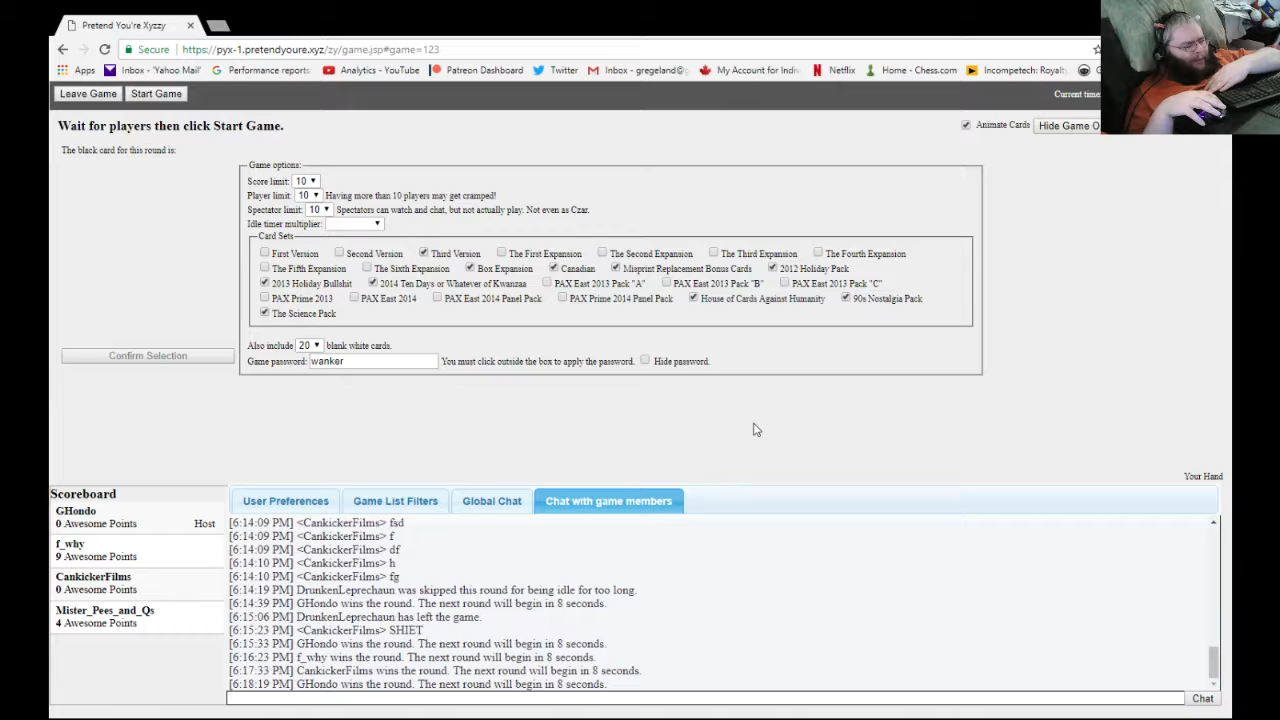 Pretend You're Xyzzy
Secure https://pyx-1.pretendyoure.xyz/zy/game.jsp#game=123
Apps Inbox - 'Yahoo Mail' Performance reports Analytics - YouTube Patreon Dashboard Twitter Inbox - gregeland@g My Account for Indiv Netflix Home - Chess.com Incompetech: Royalt
Leave Game Start Game Current time
Wait for players then click Start Game. Animate Cards Hide Game O
The black card for this round is:
Game options:
Score limit: 10
Player limit: 10 Having more than 10 players may get cramped!
Spectator limit: 10 Spectators can watch and chat, but not actually play. Not even as Czar.
Idle timer multiplier:
Card Sets
First Version Second Version Third Version The First Expansion The Second Expansion The Third Expansion The Fourth Expansion
The Fifth Expansion The Sixth Expansion Box Expansion Canadian Misprint Replacement Bonus Cards 2012 Holiday Pack
2013 Holiday Bullshit 2014 Ten Days or Whatever of Kwanzaa PAX East 2013 Pack "A" PAX East 2013 Pack "B" PAX East 2013 Pack "C"
PAX Prime 2013 PAX East 2014 PAX East 2014 Panel Pack PAX Prime 2014 Panel Pack House of Cards Against Humanity 90s Nostalgia Pack
The Science Pack
Also include 20 blank white cards.
Confirm Selection
Game password: wanker You must click outside the box to apply the password. Hide password.
Your Hand
Scoreboard
GHondo
0 Awesome Points Host
f_why
9 Awesome Points
CankickerFilms
0 Awesome Points
Mister_Pees_and_Qs
4 Awesome Points
User Preferences Game List Filters Global Chat Chat with game members
[6:14:09 PM] <CankickerFilms> fsd
[6:14:09 PM] <CankickerFilms> f
[6:14:09 PM] <CankickerFilms> df
[6:14:10 PM] <CankickerFilms> h
[6:14:10 PM] <CankickerFilms> fg
[6:14:19 PM] DrunkenLeprechaun was skipped this round for being idle for too long.
[6:14:39 PM] GHondo wins the round. The next round will begin in 8 seconds.
[6:15:06 PM] DrunkenLeprechaun has left the game.
[6:15:23 PM] <CankickerFilms> SHIET
[6:15:33 PM] GHondo wins the round. The next round will begin in 8 seconds.
[6:16:23 PM] f_why wins the round. The next round will begin in 8 seconds.
[6:17:33 PM] CankickerFilms wins the round. The next round will begin in 8 seconds.
[6:18:19 PM] GHondo wins the round. The next round will begin in 8 seconds.
Chat